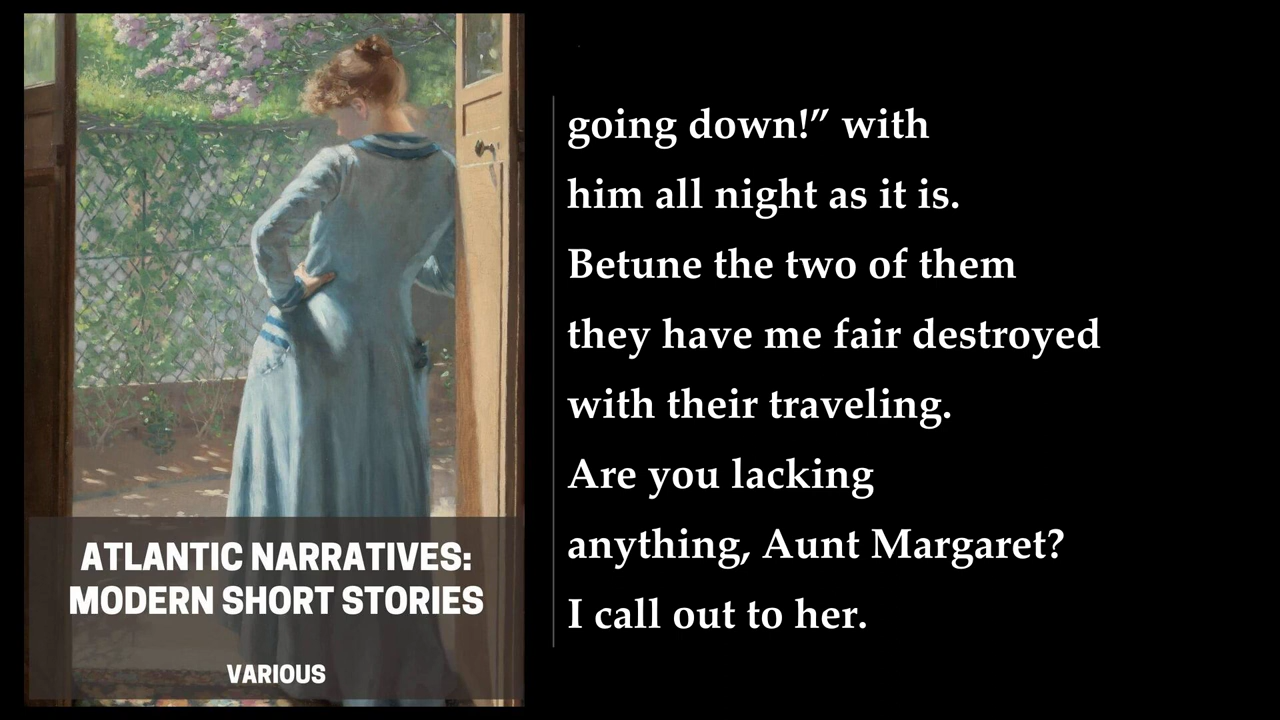 ATLANTIC NARRATIVES:
MODERN SHORT STORIES
VARIOUS
going down!” with
him all night as it is.
Betune the two of them
they have me fair destroyed
with their traveling.
Are you lacking
anything, Aunt Margaret?
I call out to her.